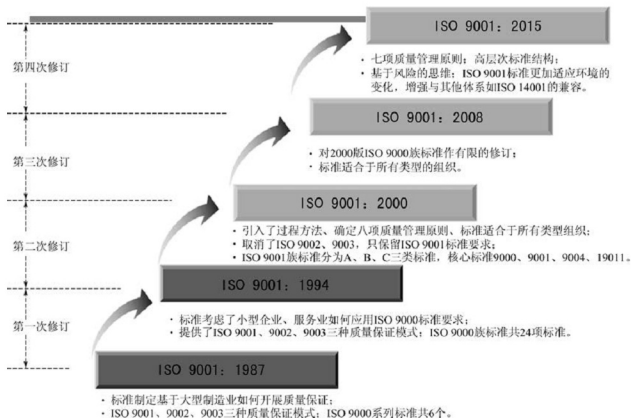 ISO 9001：2015
· 七项质量管理原则；高层次标准结构；
· 基于风险的思维；ISO 9001标准更加适应环境的
变化，增强与其他体系如ISO 14001的兼容。
第四次修订
ISO 9001：2008
· 对2000版ISO 9000族标准作有限的修订；
· 标准适合于所有类型的组织。
第三次修订
ISO 9001：2000
· 引入了过程方法、确定八项质量管理原则、标准适合于所有类型组织；
· 取消了ISO 9002、9003，只保留ISO 9001标准要求；
· ISO 9001族标准分为A、B、C三类标准，核心标准9000、9001、9004、19011。
第二次修订
ISO 9001：1994
· 标准考虑了小型企业、服务业如何应用ISO 9000标准要求；
· 提供了ISO 9001、9002、9003三种质量保证模式；ISO 9000族标准共24项标准。
第一次修订
ISO 9001：1987
· 标准制定基于大型制造业如何开展质量保证；
· ISO 9001、9002、9003三种质量保证模式；ISO 9000系列标准共6个。